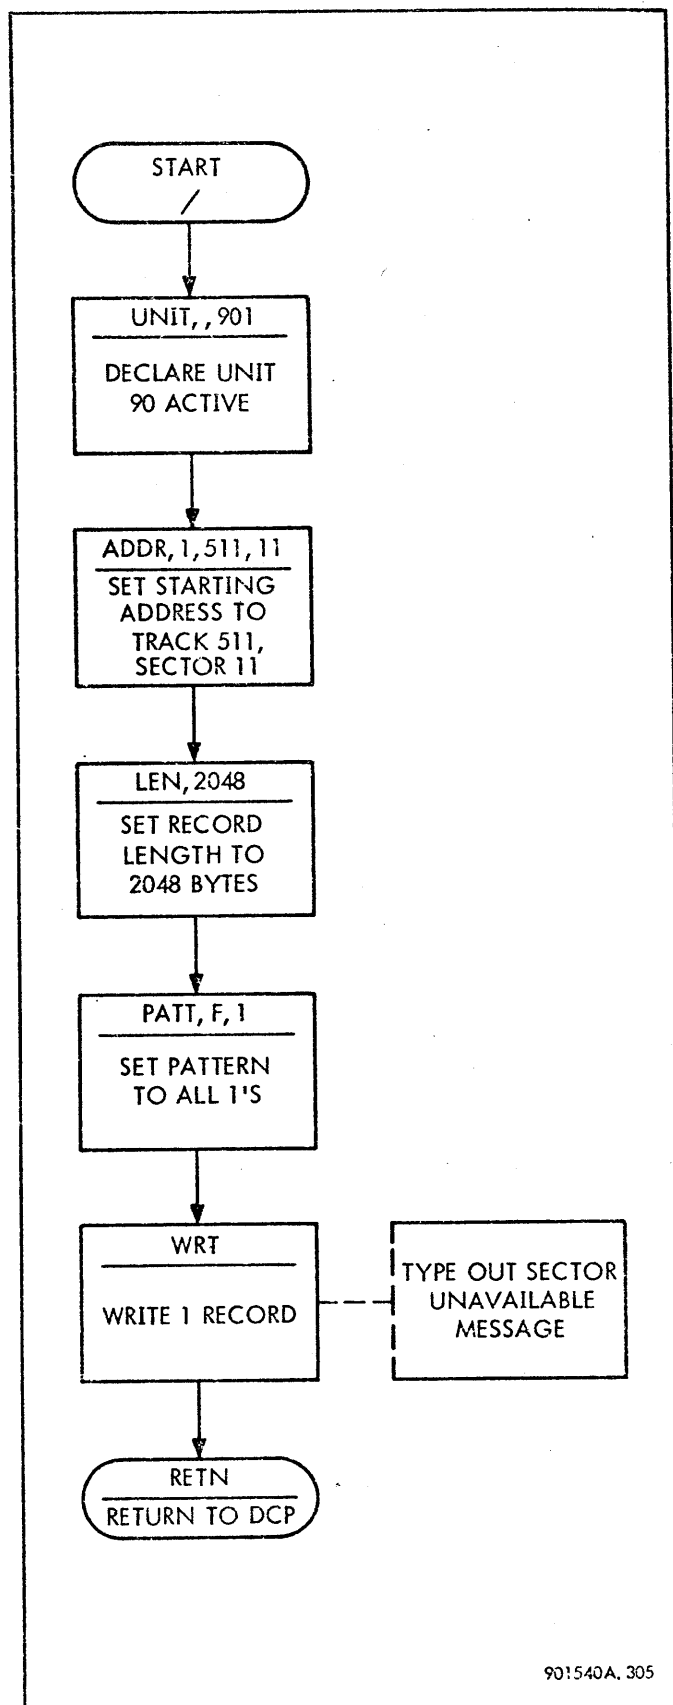 START
UNIT, , 901
DECLARE UNIT
90 ACTIVE
ADDR, 1, 511, 11
SET STARTING
ADDRESS TO
TRACK 511,
SECTOR 11
LEN, 2048
SET RECORD
LENGTH TO
2048 BYTES
PATT, F, 1
SET PATTERN
TO ALL 1'S
WRT
WRITE 1 RECORD
TYPE OUT SECTOR
UNAVAILABLE
MESSAGE
RETN
RETURN TO DCP
901540A. 305